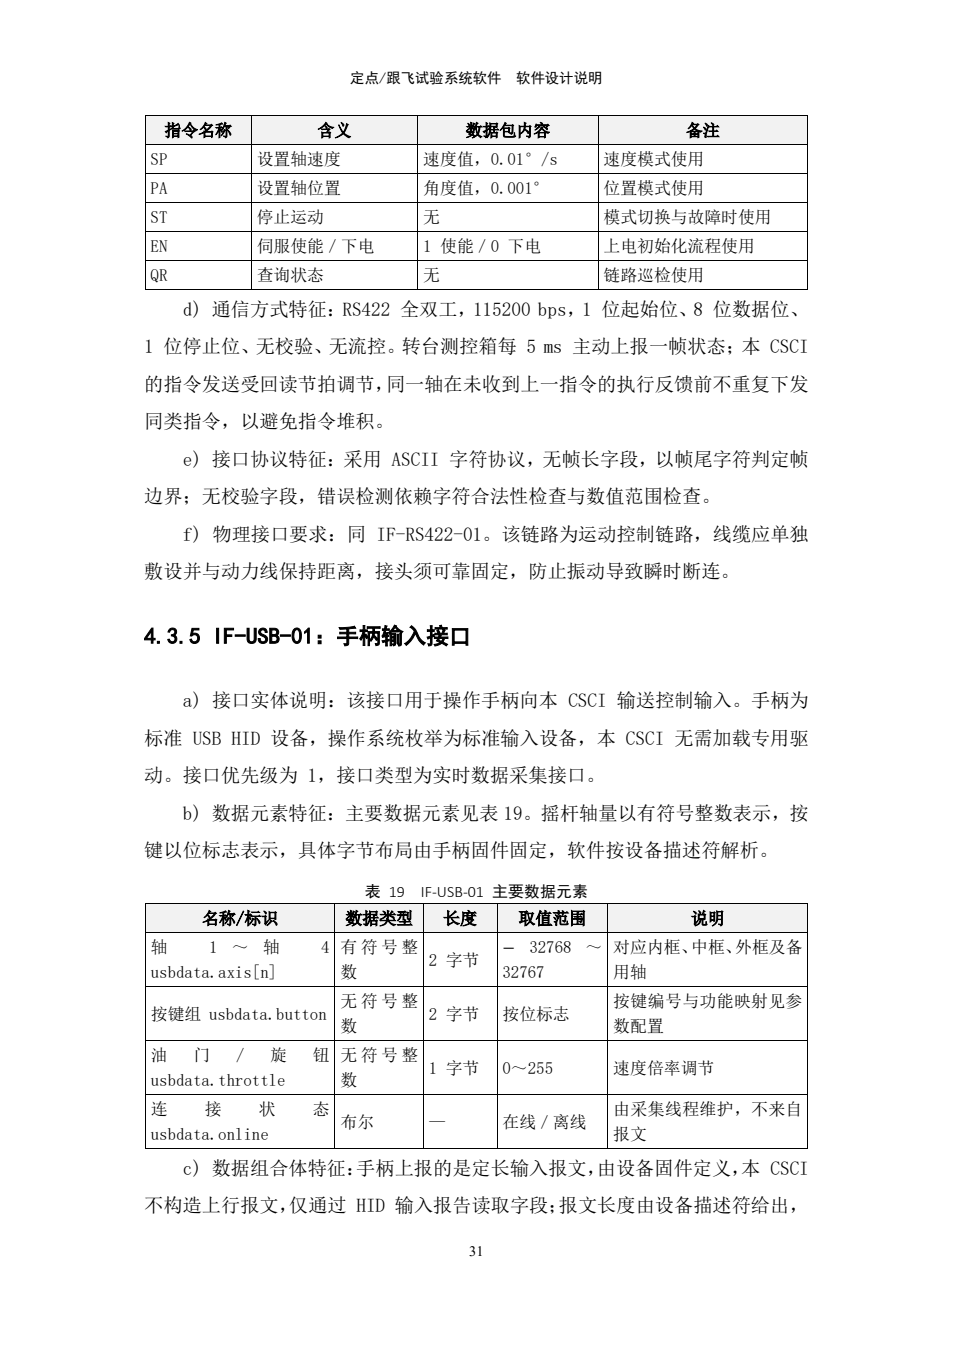 定点/跟飞试验系统软件　软件设计说明
指令名称 含义 数据包内容 备注
SP 设置轴速度 速度值，0.01°/s 速度模式使用
PA 设置轴位置 角度值，0.001° 位置模式使用
ST 停止运动 无 模式切换与故障时使用
EN 伺服使能 / 下电 1 使能 / 0 下电 上电初始化流程使用
QR 查询状态 无 链路巡检使用
d) 通信方式特征：RS422 全双工，115200 bps，1 位起始位、8 位数据位、
1 位停止位、无校验、无流控。转台测控箱每 5 ms 主动上报一帧状态；本 CSCI
的指令发送受回读节拍调节，同一轴在未收到上一指令的执行反馈前不重复下发
同类指令，以避免指令堆积。
e) 接口协议特征：采用 ASCII 字符协议，无帧长字段，以帧尾字符判定帧
边界；无校验字段，错误检测依赖字符合法性检查与数值范围检查。
f) 物理接口要求：同 IF-RS422-01。该链路为运动控制链路，线缆应单独
敷设并与动力线保持距离，接头须可靠固定，防止振动导致瞬时断连。
4.3.5 IF-USB-01：手柄输入接口
a) 接口实体说明：该接口用于操作手柄向本 CSCI 输送控制输入。手柄为
标准 USB HID 设备，操作系统枚举为标准输入设备，本 CSCI 无需加载专用驱
动。接口优先级为 1，接口类型为实时数据采集接口。
b) 数据元素特征：主要数据元素见表 19。摇杆轴量以有符号整数表示，按
键以位标志表示，具体字节布局由手柄固件固定，软件按设备描述符解析。
表 19　IF-USB-01 主要数据元素
名称/标识 数据类型 长度 取值范围 说明
轴 1 ～ 轴 4 usbdata.axis[n] 有符号整数 2 字节 − 32768 ～ 32767 对应内框、中框、外框及备用轴
按键组 usbdata.button 无符号整数 2 字节 按位标志 按键编号与功能映射见参数配置
油门 / 旋钮 usbdata.throttle 无符号整数 1 字节 0～255 速度倍率调节
连接状态 usbdata.online 布尔 — 在线 / 离线 由采集线程维护，不来自报文
c) 数据组合体特征：手柄上报的是定长输入报文，由设备固件定义，本 CSCI
不构造上行报文，仅通过 HID 输入报告读取字段；报文长度由设备描述符给出，
31